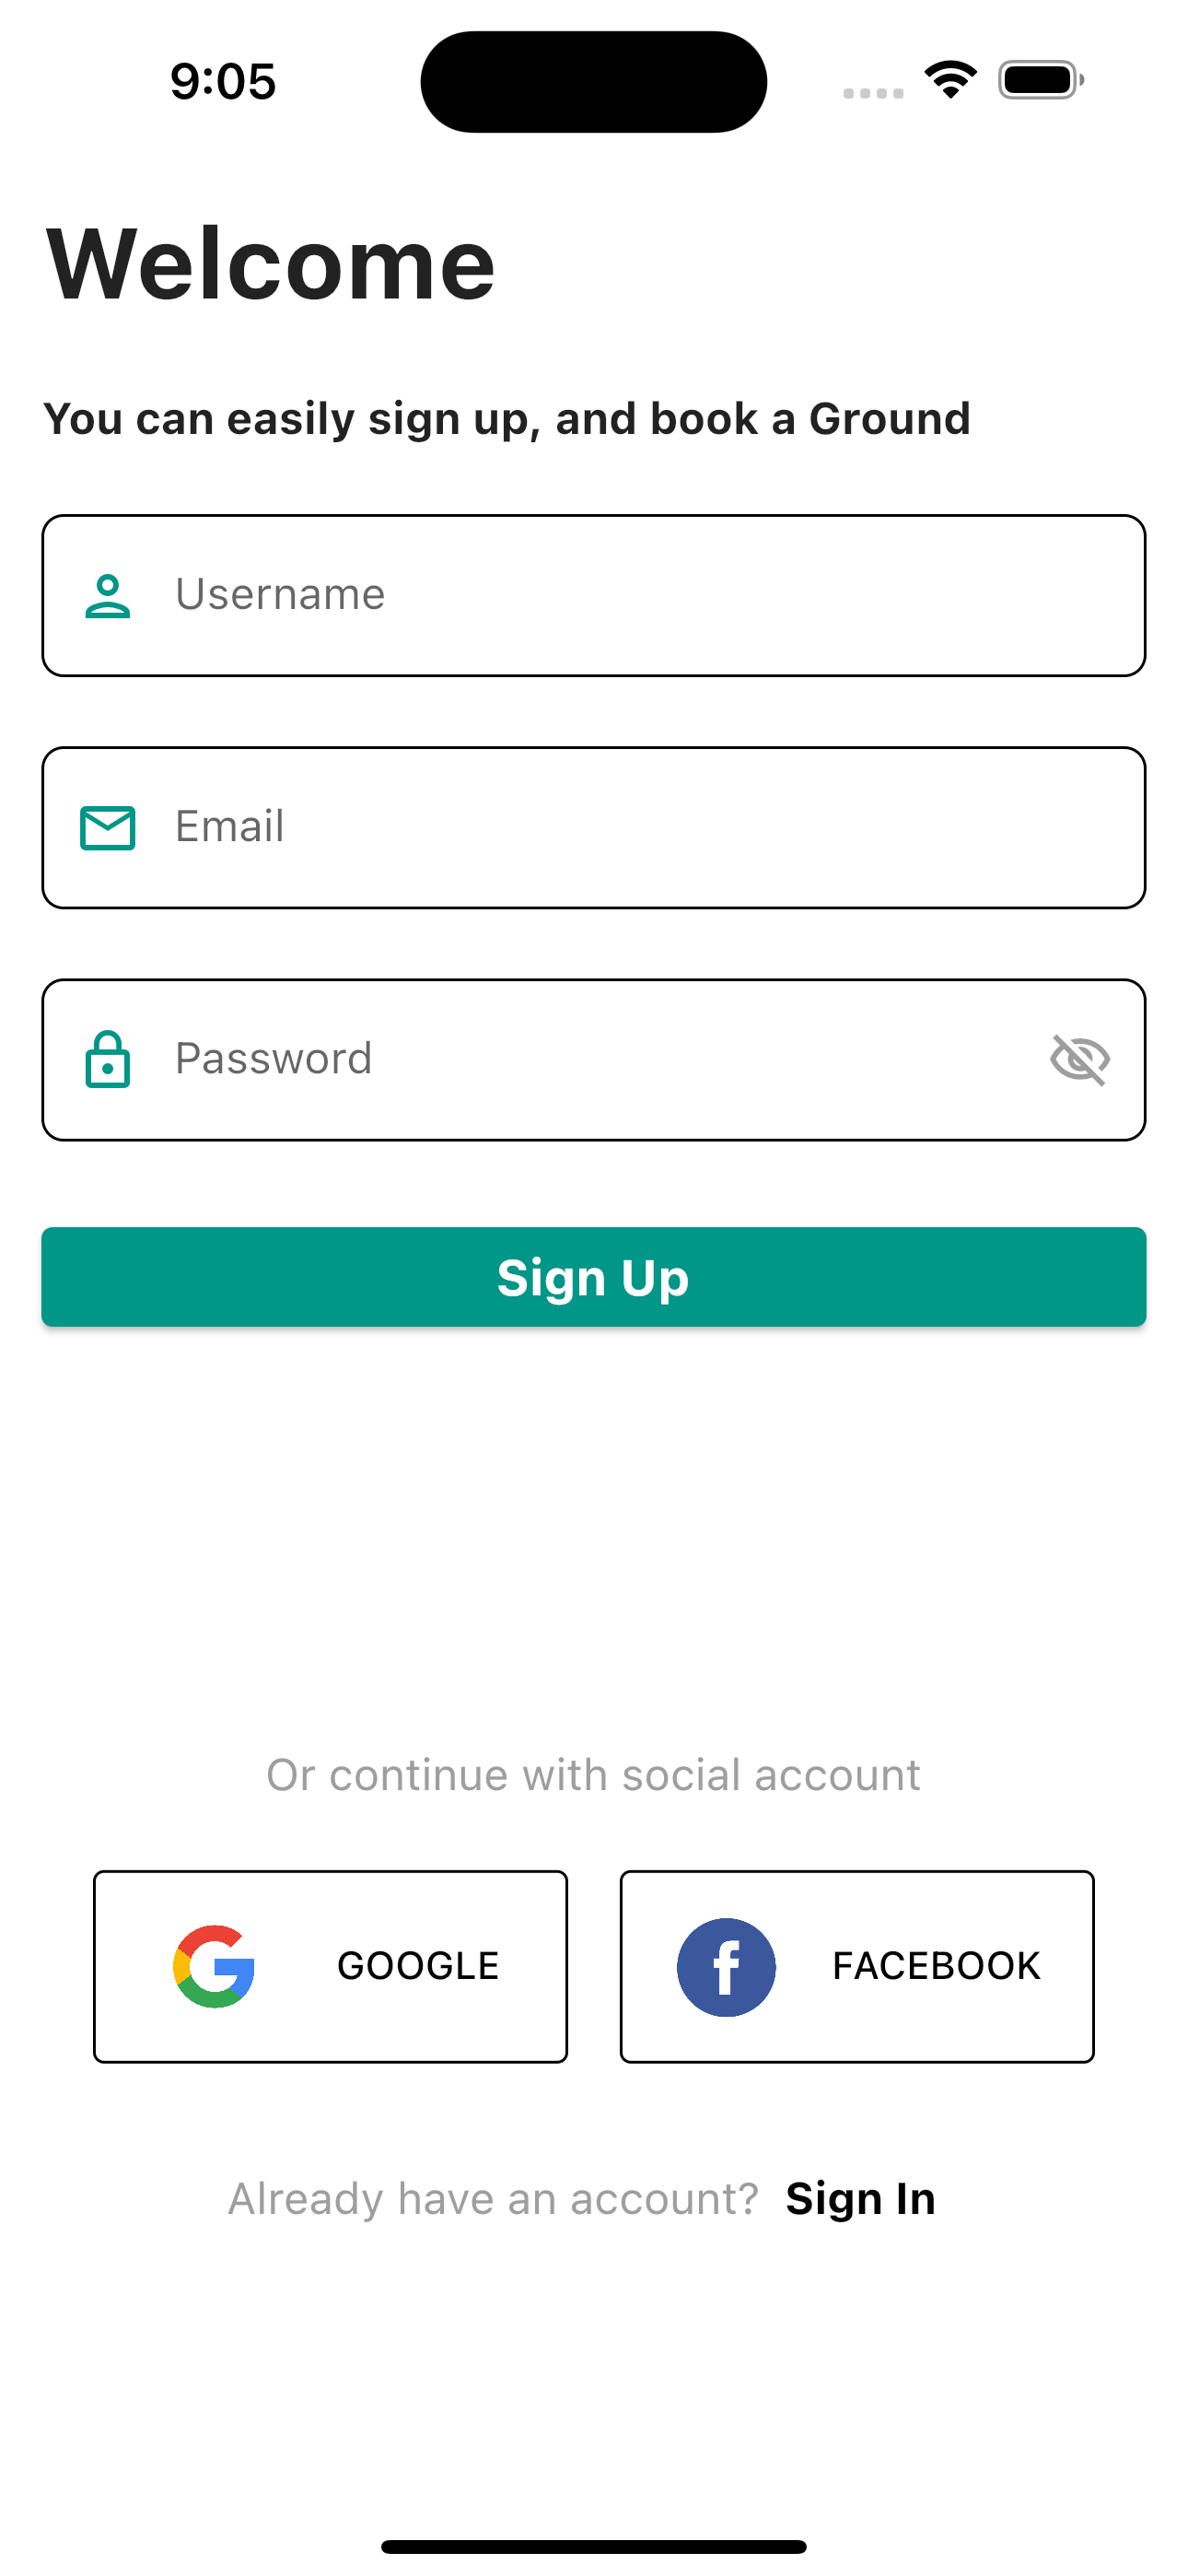 9:05
Welcome
You can easily sign up, and book a Ground
Username
Email
Password
Sign Up
Or continue with social account
GOOGLE
FACEBOOK
Already have an account? Sign In